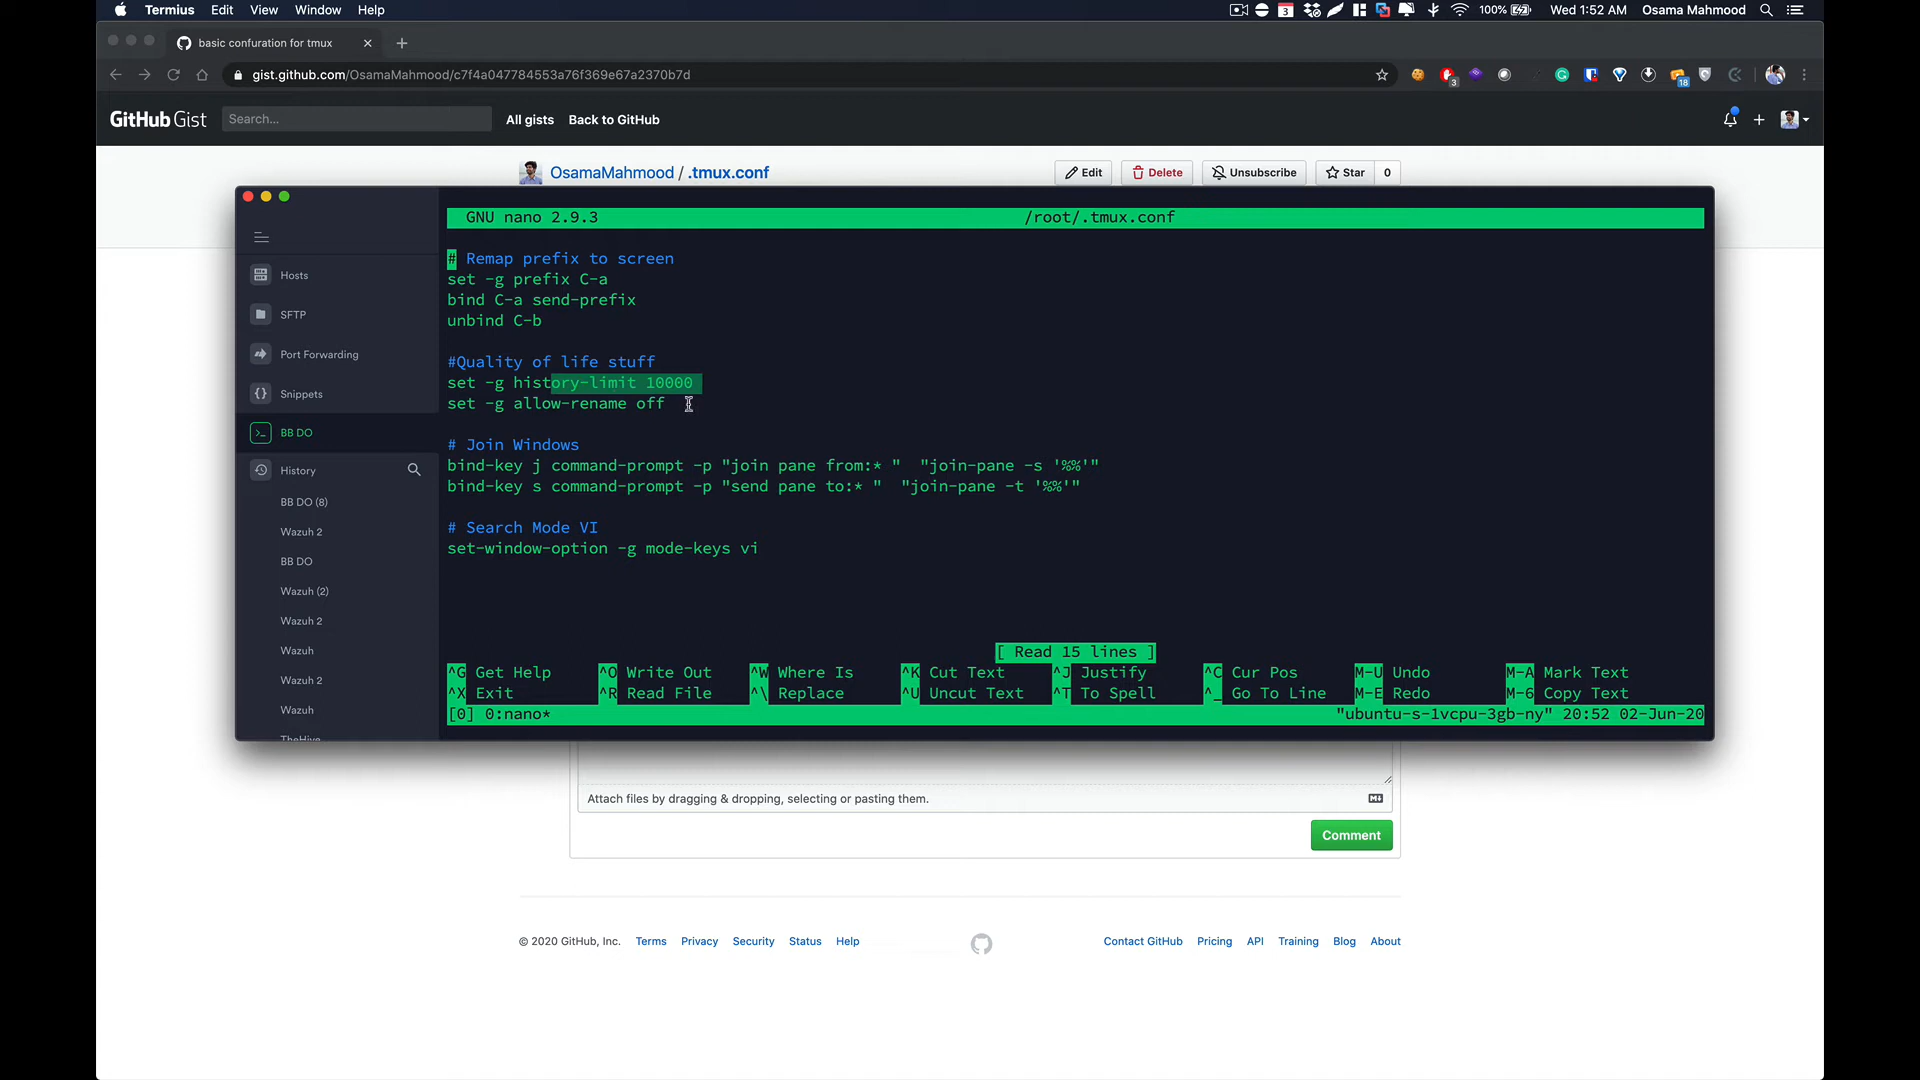 Termius Edit View Window Help 3 100% Wed 1:52 AM Osama Mahmood
basic confuration for tmux
gist.github.com/OsamaMahmood/c7f4a047784553a76f369e67a2370b7d 3 18
GitHub Gist Search... All gists Back to GitHub
OsamaMahmood / .tmux.conf Edit Delete Unsubscribe Star 0
GNU nano 2.9.3 /root/.tmux.conf
Hosts
SFTP
Port Forwarding
Snippets
BB DO
History
BB DO (8)
Wazuh 2
BB DO
Wazuh (2)
Wazuh 2
Wazuh
Wazuh 2
Wazuh
TheHive
# Remap prefix to screen
set -g prefix C-a
bind C-a send-prefix
unbind C-b
#Quality of life stuff
set -g history-limit 10000
set -g allow-rename off
# Join Windows
bind-key j command-prompt -p "join pane from:* "  "join-pane -s '%%'"
bind-key s command-prompt -p "send pane to:* "  "join-pane -t '%%'"
# Search Mode VI
set-window-option -g mode-keys vi
[ Read 15 lines ]
^G Get Help ^O Write Out ^W Where Is ^K Cut Text ^J Justify ^C Cur Pos M-U Undo M-A Mark Text
^X Exit ^R Read File ^\ Replace ^U Uncut Text ^T To Spell ^_ Go To Line M-E Redo M-6 Copy Text
[0] 0:nano* "ubuntu-s-1vcpu-3gb-ny" 20:52 02-Jun-20
Attach files by dragging & dropping, selecting or pasting them.
Comment
© 2020 GitHub, Inc. Terms Privacy Security Status Help Contact GitHub Pricing API Training Blog About